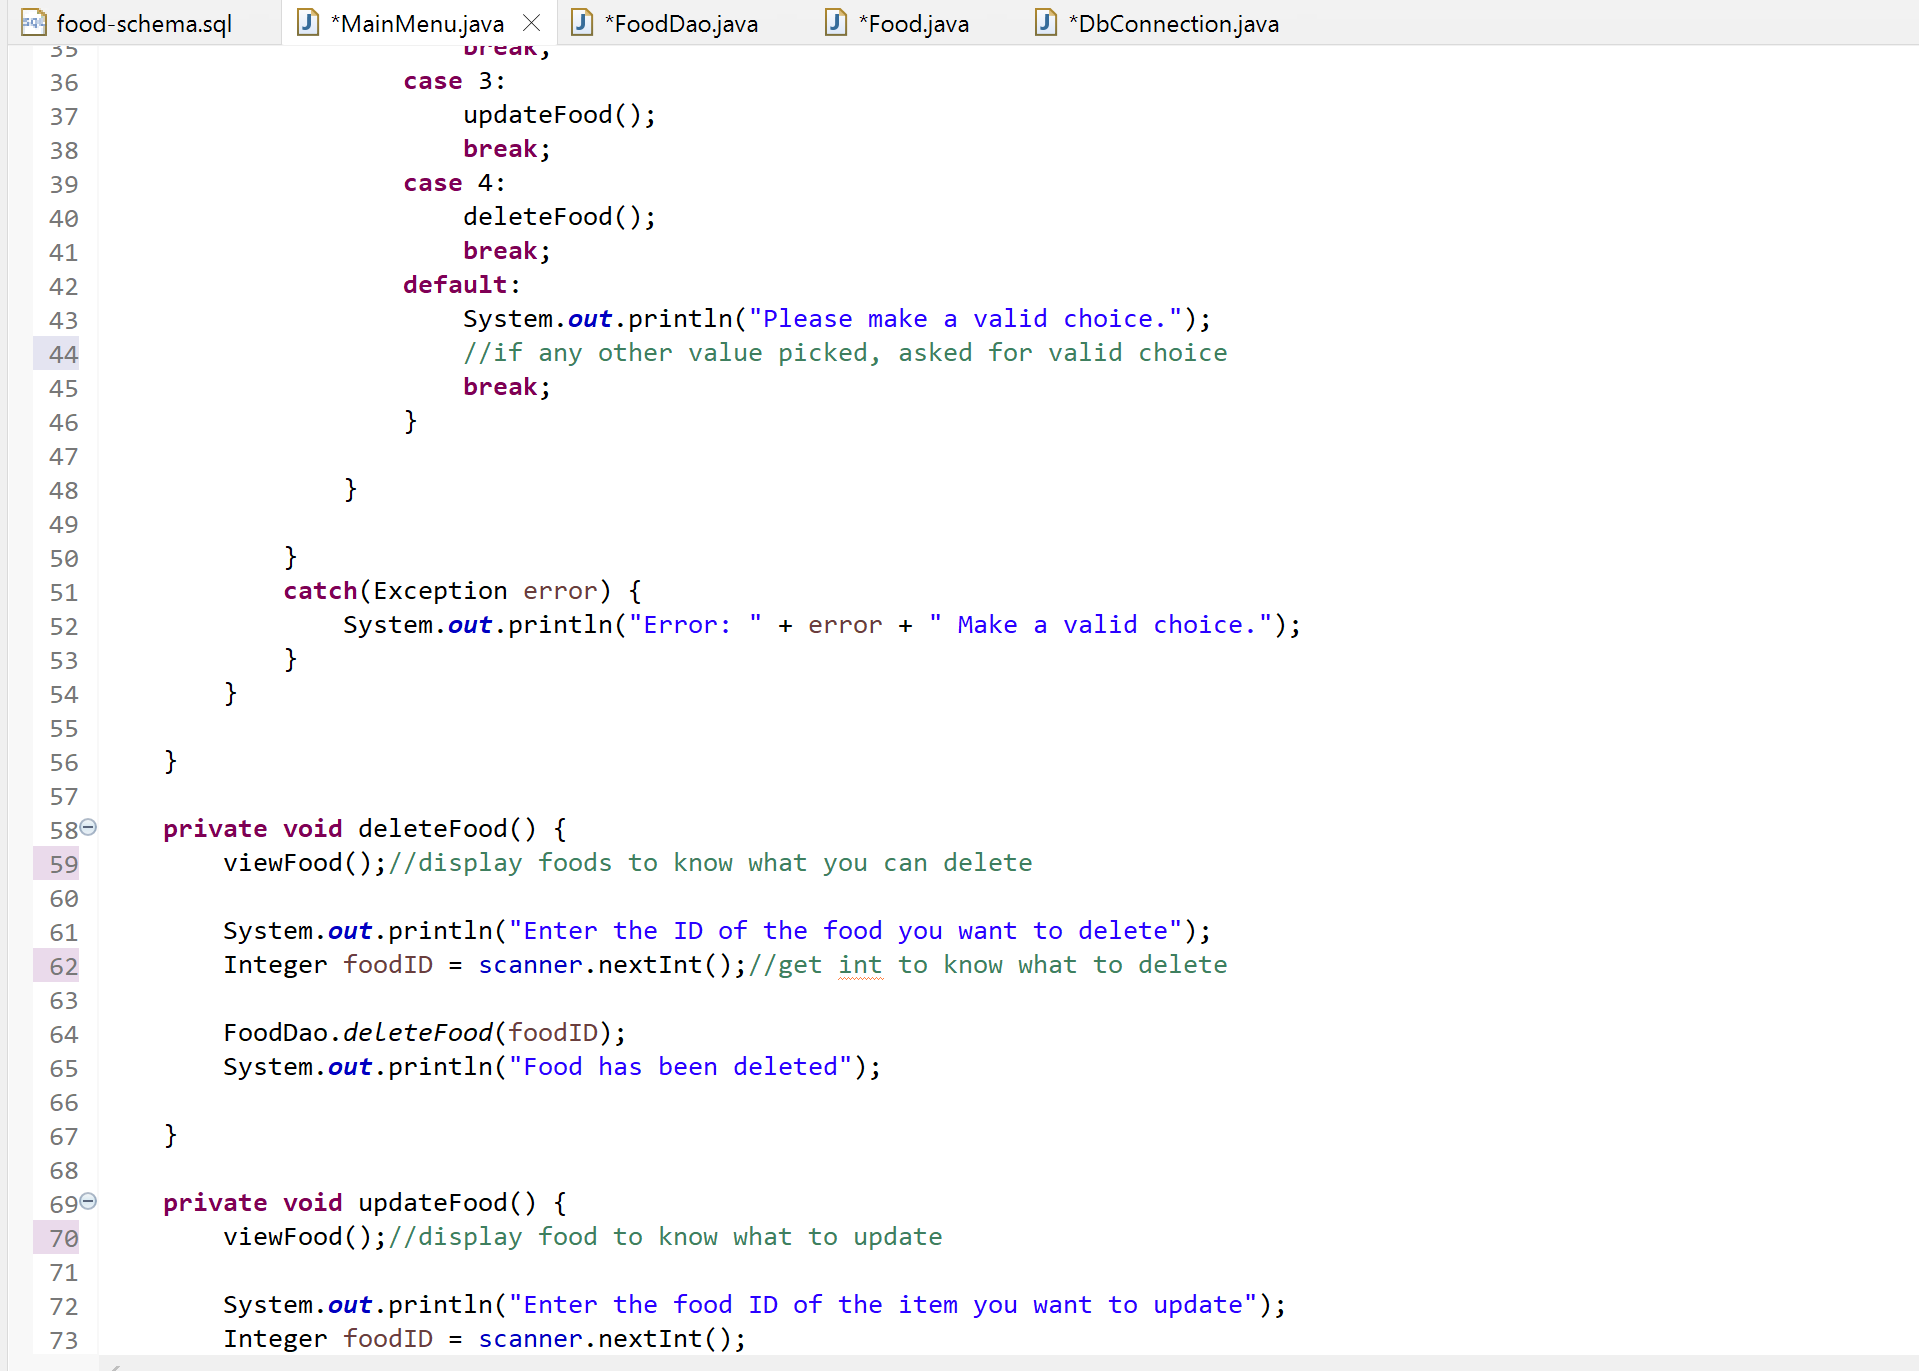 food-schema.sql *MainMenu.java *FoodDao.java *Food.java *DbConnection.java
35 break;
36 case 3:
37 updateFood();
38 break;
39 case 4:
40 deleteFood();
41 break;
42 default:
43 System.out.println("Please make a valid choice.");
44 //if any other value picked, asked for valid choice
45 break;
46 }
47
48 }
49
50 }
51 catch(Exception error) {
52 System.out.println("Error: " + error + " Make a valid choice.");
53 }
54 }
55
56 }
57
58 private void deleteFood() {
59 viewFood();//display foods to know what you can delete
60
61 System.out.println("Enter the ID of the food you want to delete");
62 Integer foodID = scanner.nextInt();//get int to know what to delete
63
64 FoodDao.deleteFood(foodID);
65 System.out.println("Food has been deleted");
66
67 }
68
69 private void updateFood() {
70 viewFood();//display food to know what to update
71
72 System.out.println("Enter the food ID of the item you want to update");
73 Integer foodID = scanner.nextInt();